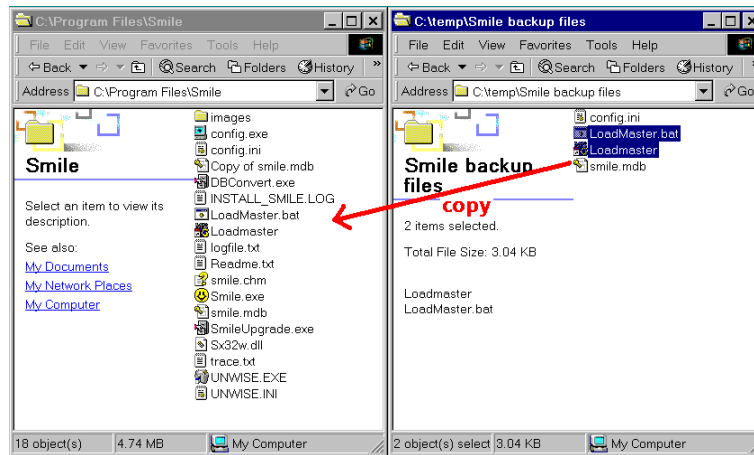 C:\Program Files\Smile
File Edit View Favorites Tools Help
Back Search Folders History »
Address C:\Program Files\Smile Go
Smile
Select an item to view its
description.
See also:
My Documents
My Network Places
My Computer
images
config.exe
config.ini
Copy of smile.mdb
DBConvert.exe
INSTALL_SMILE.LOG
LoadMaster.bat
Loadmaster
logfile.txt
Readme.txt
smile.chm
Smile.exe
smile.mdb
SmileUpgrade.exe
Sx32w.dll
trace.txt
UNWISE.EXE
UNWISE.INI
18 object(s) 4.74 MB My Computer
C:\temp\Smile backup files
File Edit View Favorites Tools Help
Back Search Folders History »
Address C:\temp\Smile backup files Go
Smile backup
files
copy
2 items selected.
Total File Size: 3.04 KB
Loadmaster
LoadMaster.bat
config.ini
LoadMaster.bat
Loadmaster
smile.mdb
2 object(s) select 3.04 KB My Computer